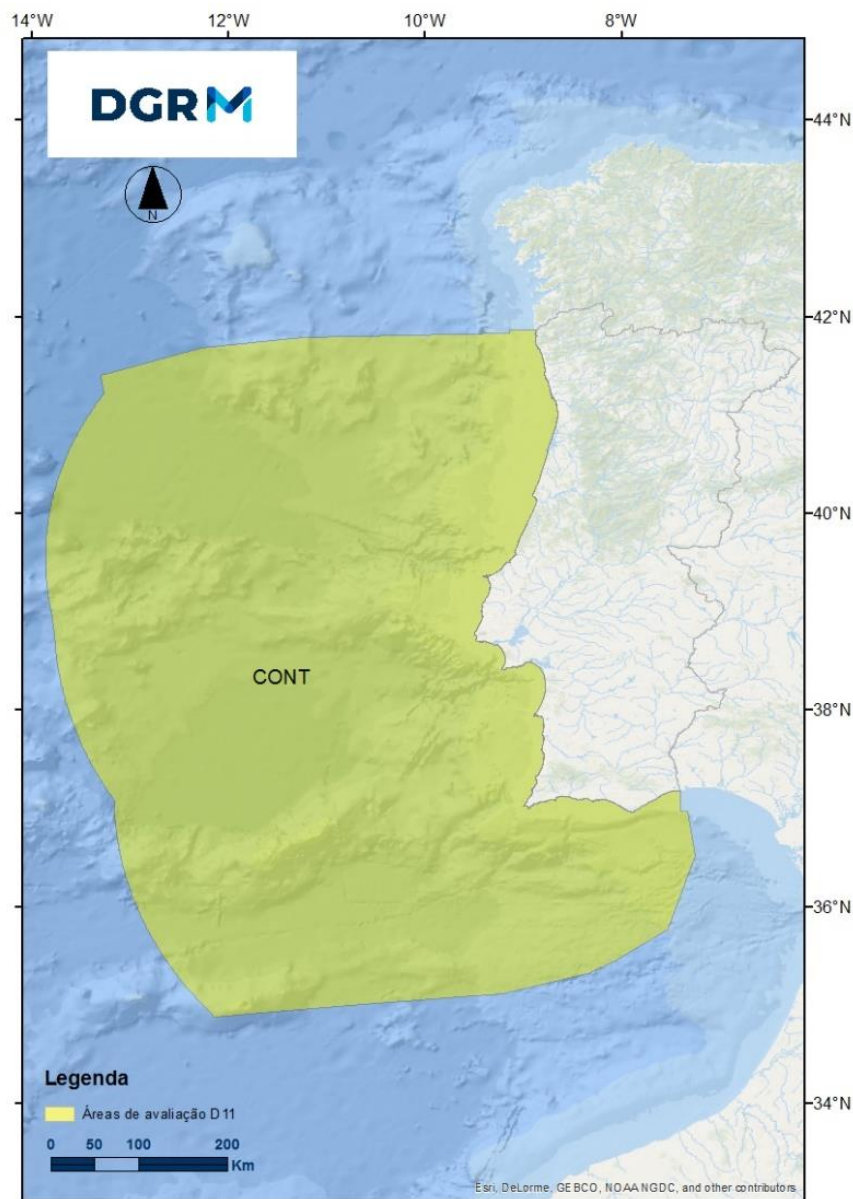 14°W 12°W 10°W 8°W
DGRM
N
44°N
42°N
40°N
CONT
38°N
36°N
Legenda
Áreas de avaliação D11
34°N
0 50 100 200
Km
Esri, DeLorme, GEBCO, NOAA NGDC, and other contributors